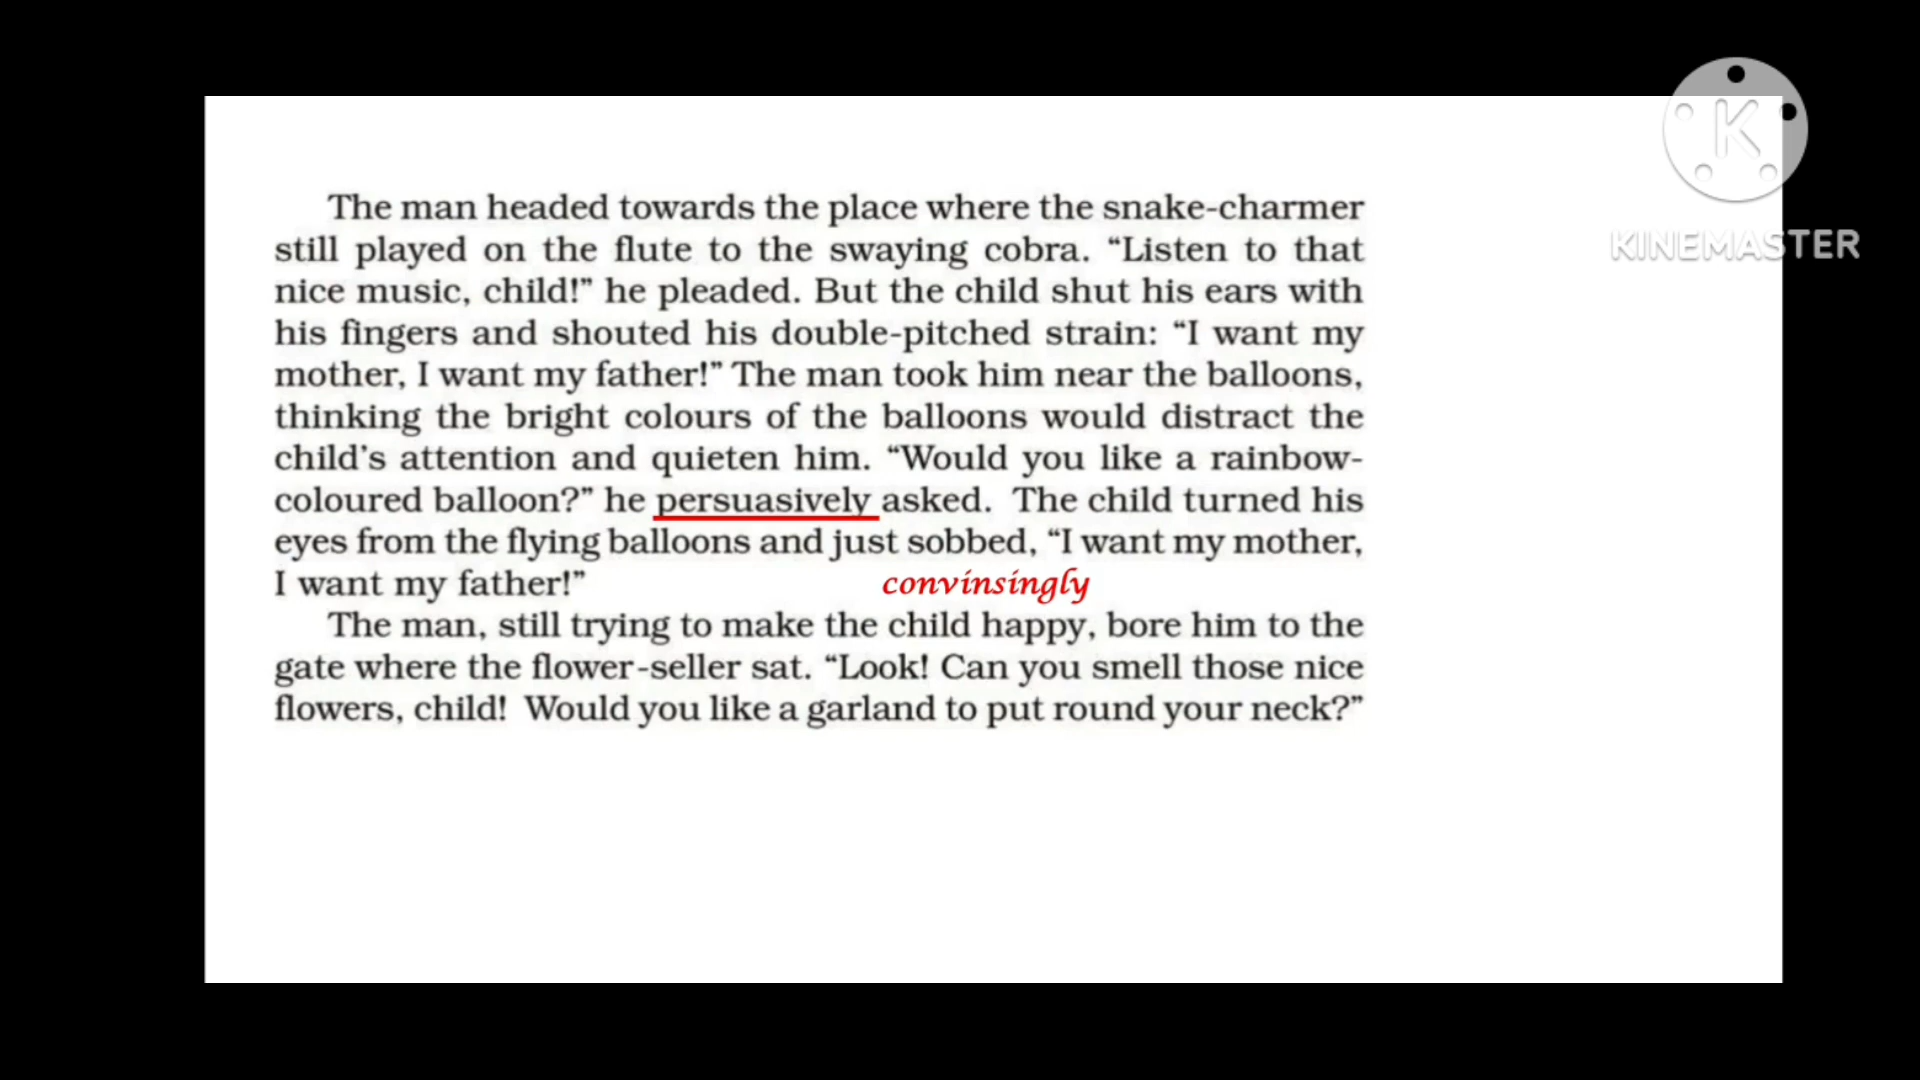 The man headed towards the place where the snake-charmer
still played on the flute to the swaying cobra. “Listen to that
nice music, child!” he pleaded. But the child shut his ears with
his fingers and shouted his double-pitched strain: “I want my
mother, I want my father!” The man took him near the balloons,
thinking the bright colours of the balloons would distract the
child’s attention and quieten him. “Would you like a rainbow-
coloured balloon?” he persuasively asked. The child turned his
eyes from the flying balloons and just sobbed, “I want my mother,
I want my father!”
convinsingly
The man, still trying to make the child happy, bore him to the
gate where the flower-seller sat. “Look! Can you smell those nice
flowers, child! Would you like a garland to put round your neck?”
K
KINEMASTER